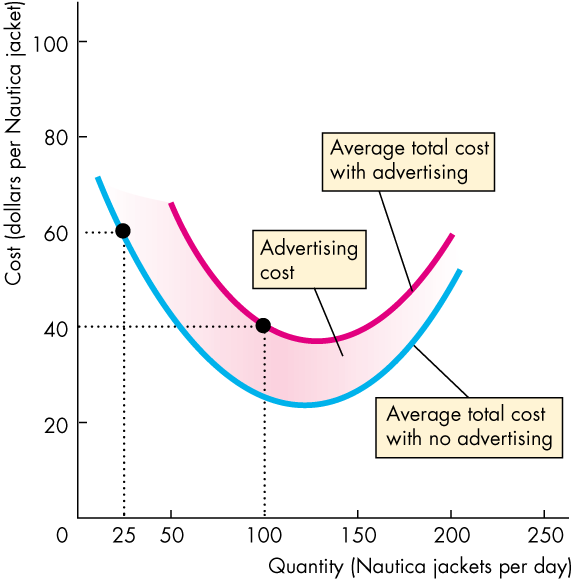 Cost (dollars per Nautica jacket)
100
80
60
40
20
0
Average total cost
with advertising
Advertising
cost
Average total cost
with no advertising
25
50
100
150
200
250
Quantity (Nautica jackets per day)